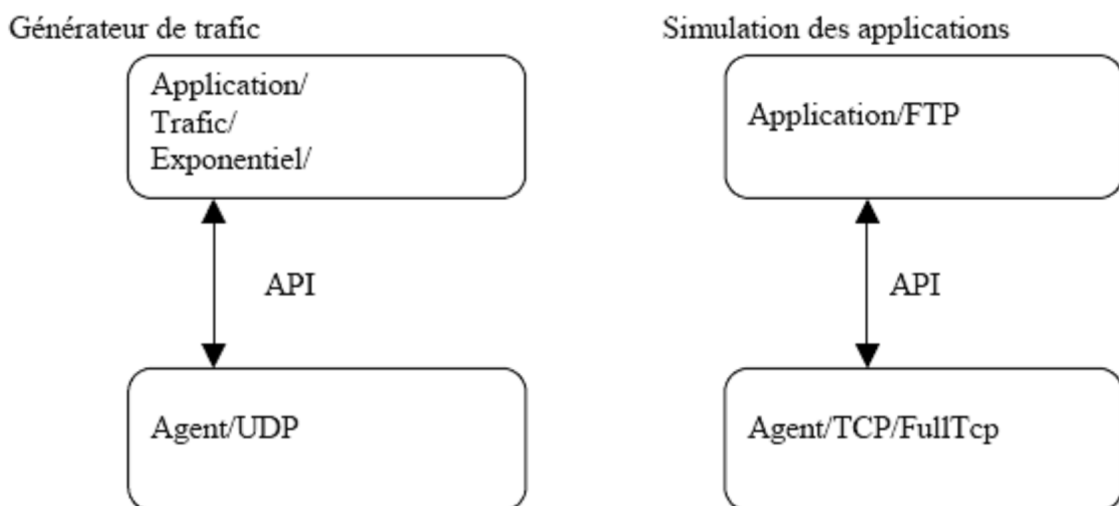 Générateur de trafic
Application/
Trafic/
Exponentiel/
API
Agent/UDP
Simulation des applications
Application/FTP
API
Agent/TCP/FullTcp